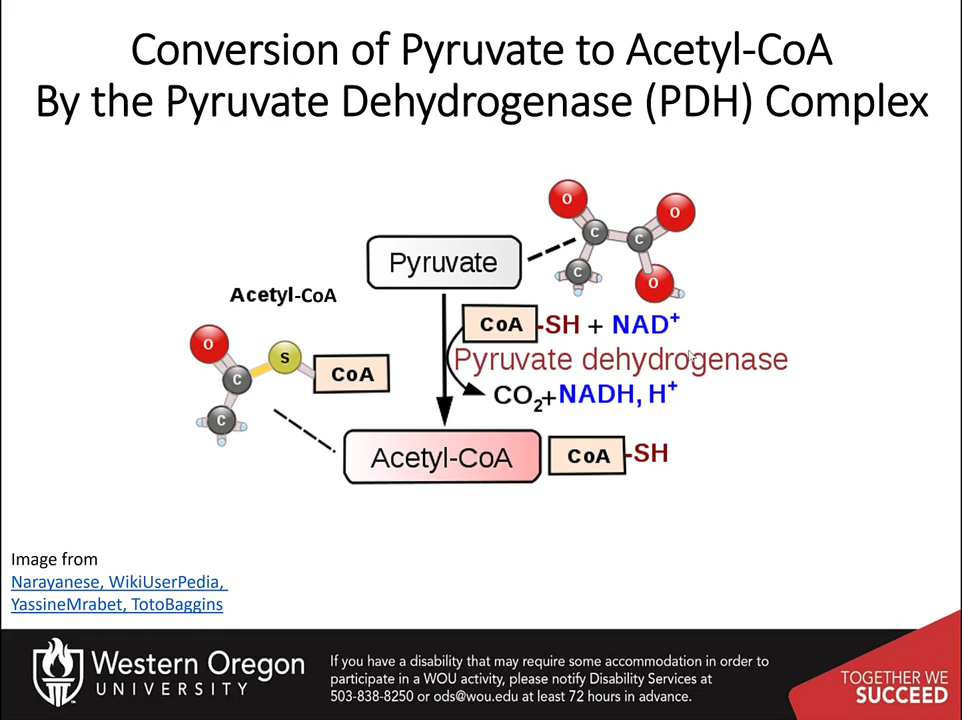 Conversion of Pyruvate to Acetyl-CoA
By the Pyruvate Dehydrogenase (PDH) Complex
O
O
C
C
C
O
Pyruvate
Acetyl-CoA
CoA -SH + NAD⁺
O
S
C
CoA
C
Pyruvate dehydrogenase
CO₂+NADH, H⁺
Acetyl-CoA
CoA -SH
Image from
Narayanese, WikiUserPedia,
YassineMrabet, TotoBaggins
Western Oregon
UNIVERSITY
If you have a disability that may require some accommodation in order to
participate in a WOU activity, please notify Disability Services at
503-838-8250 or ods@wou.edu at least 72 hours in advance.
TOGETHER WE
SUCCEED